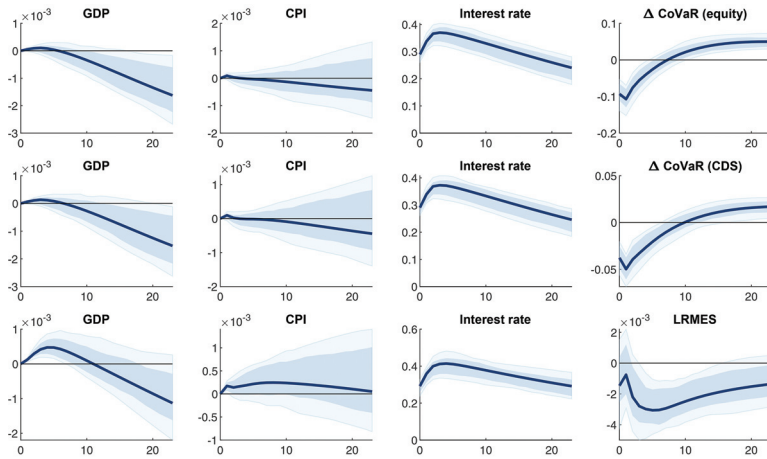 GDP CPI Interest rate Δ CoVaR (equity)
×10⁻³ ×10⁻³
1 2 0.4 0.1
0 1 0.3 0
-1 0 0.2 -0.1
-2 -1 0.1 -0.2
-3 -2 0
0 10 20 0 10 20 0 10 20 0 10 20
GDP CPI Interest rate Δ CoVaR (CDS)
×10⁻³ ×10⁻³
1 2 0.4 0.05
0 1 0.3 0
-1 0 0.2 -0.05
-2 -1 0.1
-3 -2 0
0 10 20 0 10 20 0 10 20 0 10 20
GDP CPI Interest rate LRMES
×10⁻³ ×10⁻³ ×10⁻³
1 1.5 0.6 2
0 1 0.4 0
-1 0.5 0.2 -2
-2 0 0 -4
-0.5
-1
0 10 20 0 10 20 0 10 20 0 10 20